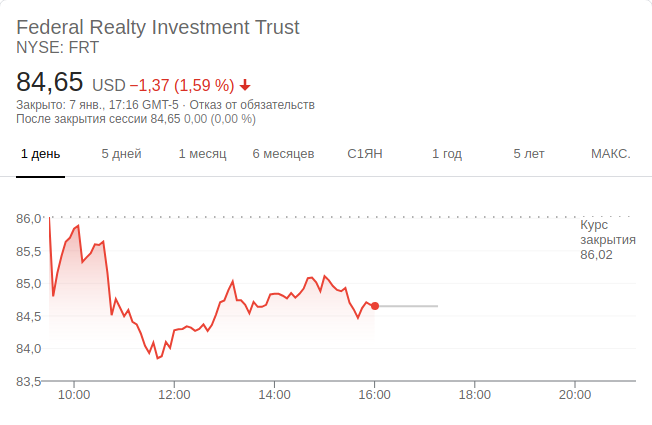 Federal Realty Investment Trust
NYSE: FRT
84,65 USD −1,37 (1,59 %)
Закрыто: 7 янв., 17:16 GMT-5 · Отказ от обязательств
После закрытия сессии 84,65 0,00 (0,00 %)
1 день 5 дней 1 месяц 6 месяцев С1ЯН 1 год 5 лет МАКС.
86,0
Курс
закрытия
86,02
85,5
85,0
84,5
84,0
83,5
10:00 12:00 14:00 16:00 18:00 20:00